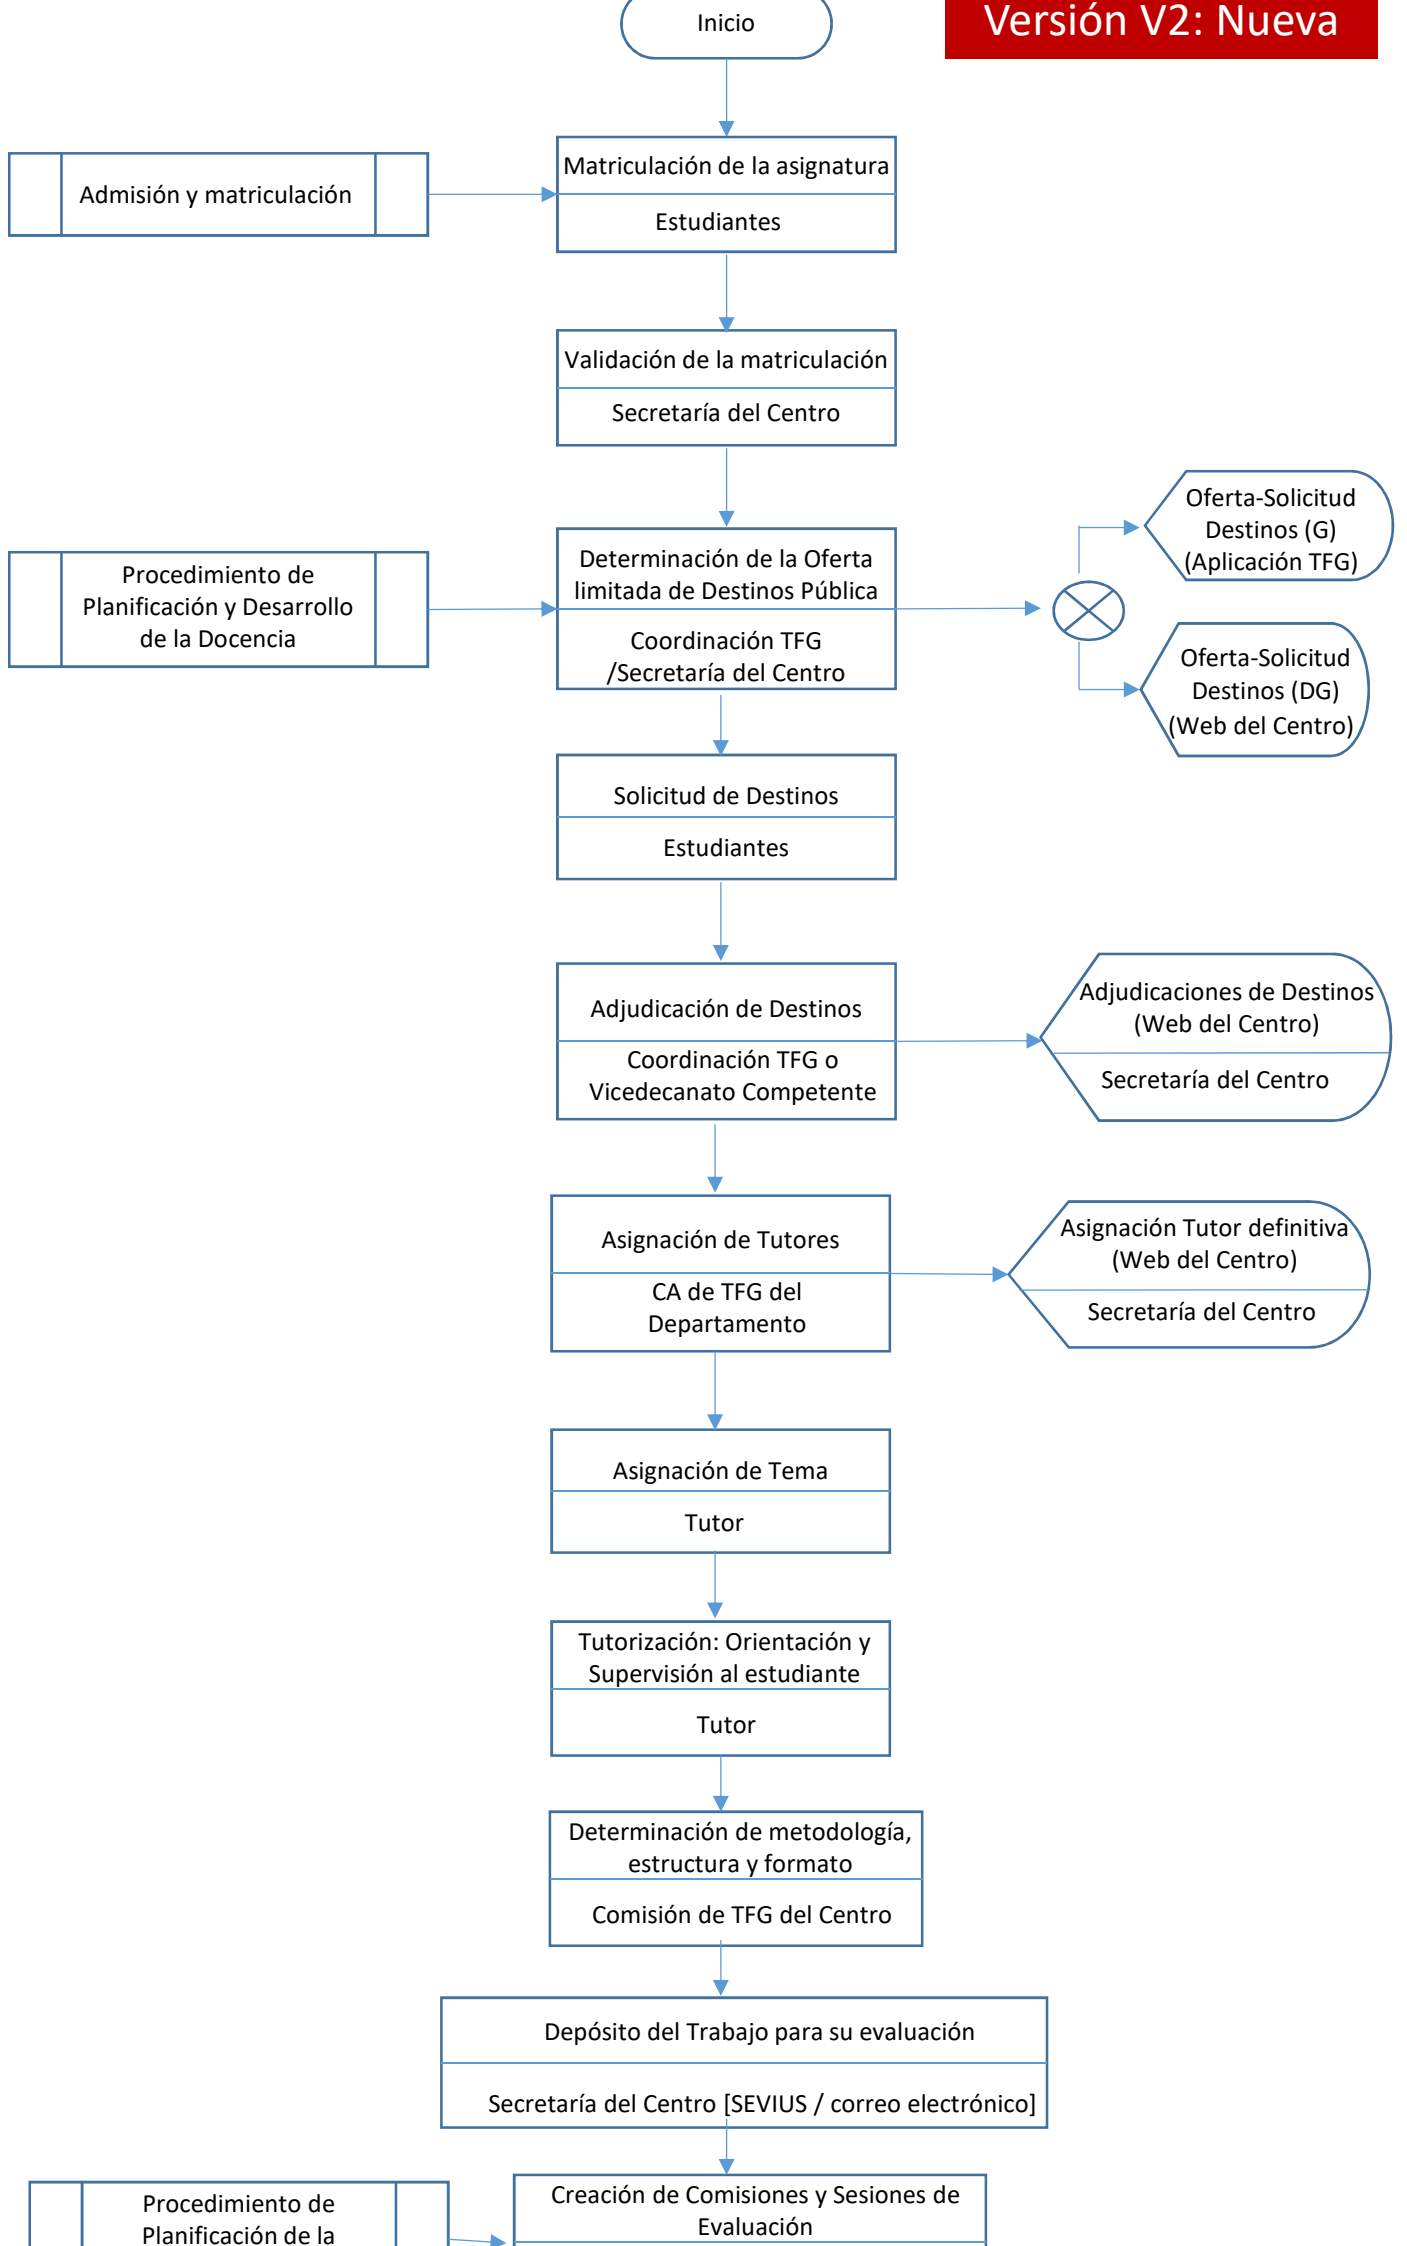 Inicio
Versión V2: Nueva
Matriculación de la asignatura
Estudiantes
Admisión y matriculación
Validación de la matriculación
Secretaría del Centro
Procedimiento de
Planificación y Desarrollo
de la Docencia
Determinación de la Oferta
limitada de Destinos Pública
Coordinación TFG
/Secretaría del Centro
Oferta-Solicitud
Destinos (G)
(Aplicación TFG)
Oferta-Solicitud
Destinos (DG)
(Web del Centro)
Solicitud de Destinos
Estudiantes
Adjudicación de Destinos
Coordinación TFG o
Vicedecanato Competente
Adjudicaciones de Destinos
(Web del Centro)
Secretaría del Centro
Asignación de Tutores
CA de TFG del
Departamento
Asignación Tutor definitiva
(Web del Centro)
Secretaría del Centro
Asignación de Tema
Tutor
Tutorización: Orientación y
Supervisión al estudiante
Tutor
Determinación de metodología,
estructura y formato
Comisión de TFG del Centro
Depósito del Trabajo para su evaluación
Secretaría del Centro [SEVIUS / correo electrónico]
Procedimiento de
Planificación de la
Creación de Comisiones y Sesiones de
Evaluación